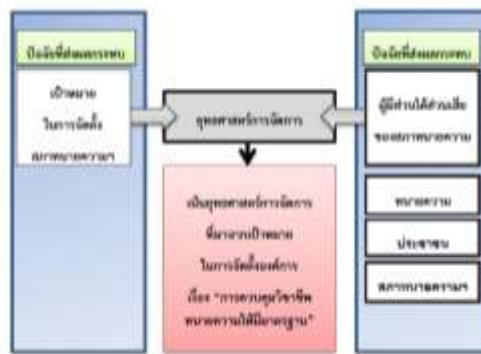 ปัจจัยที่ส่งผลกระทบ
เป้าหมาย
ในการจัดตั้ง
สภาทนายความฯ
ยุทธศาสตร์การจัดการ
เป็นยุทธศาสตร์การจัดการ
ที่มาจากเป้าหมาย
ในการจัดตั้งองค์การ
เรื่อง "การควบคุมวิชาชีพ
ทนายความให้มีมาตรฐาน"
ปัจจัยที่ส่งผลกระทบ
ผู้มีส่วนได้ส่วนเสีย
ของสภาทนายความ
ทนายความ
ประชาชน
สภาทนายความฯ